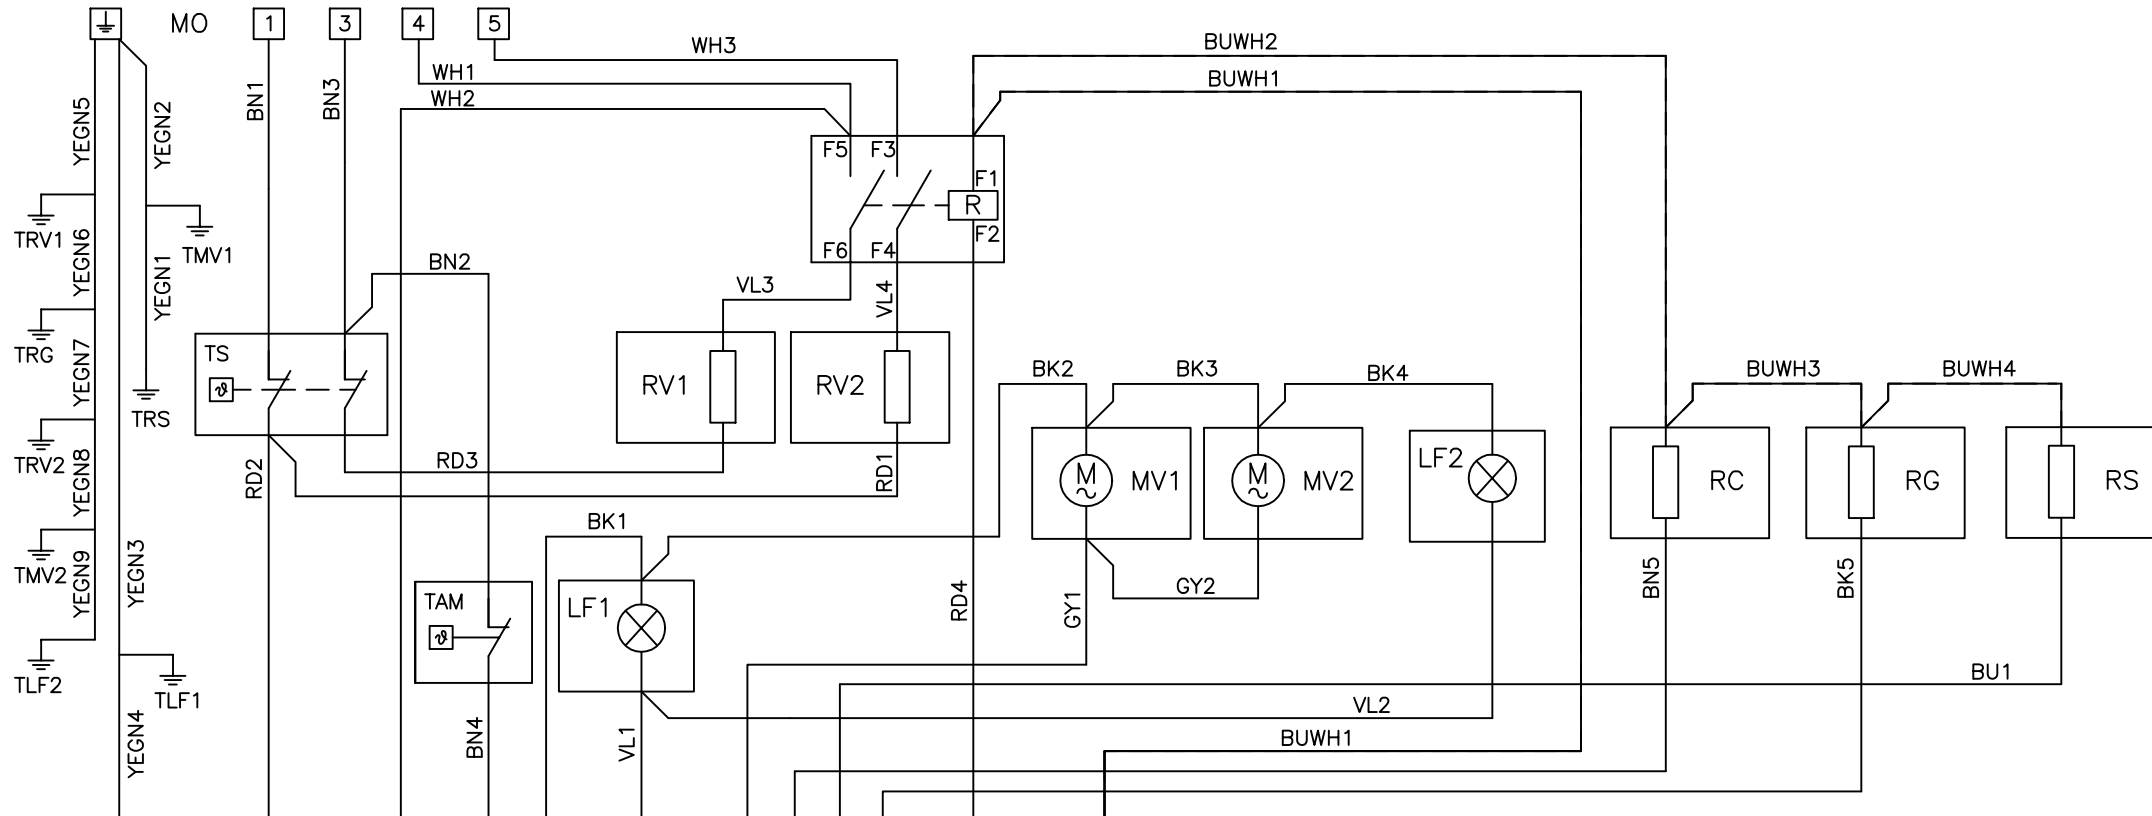 MO 1 3 4 5
WH3
BUWH2
WH1
BUWH1
WH2
BN1
BN3
YEGN5
YEGN2
F5 F3
F1
R
F2
F6 F4
TRV1
TMV1
YEGN6
YEGN1
BN2
VL3
VL4
TRG
YEGN7
TS
ϑ
TRS
RV1
RV2
BK2
BK3
BK4
BUWH3
BUWH4
TRV2
YEGN8
RD2
RD3
RD1
M
MV1
M
MV2
LF2
RC
RG
RS
BK1
TMV2
YEGN9
YEGN3
TAM
ϑ
LF1
RD4
GY1
GY2
BN5
BK5
TLF2
TLF1
BU1
VL2
YEGN4
BN4
VL1
BUWH1